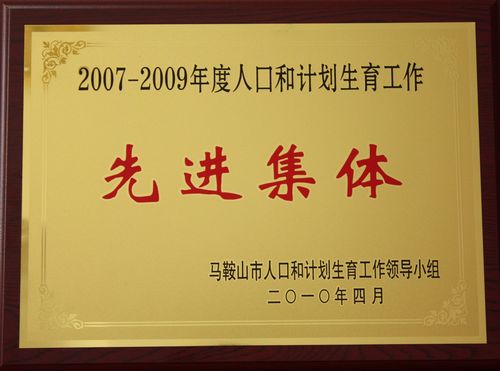 2007-2009年度人口和计划生育工作
先进集体
马鞍山市人口和计划生育工作领导小组
二〇一〇年四月